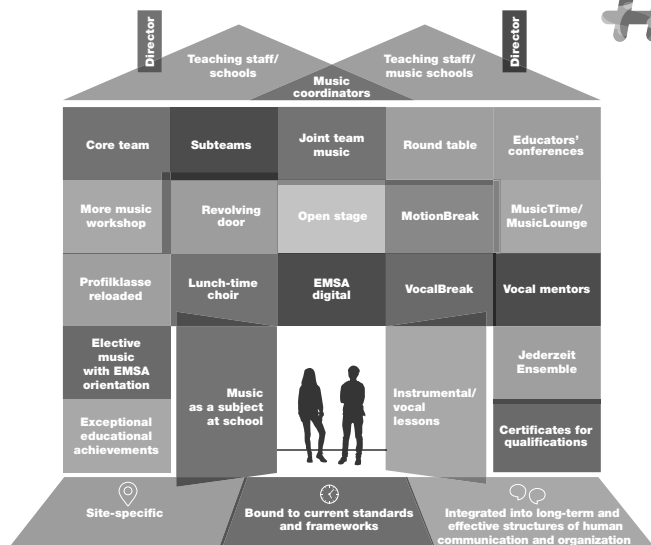 Director
Director
Teaching staff/
schools
Teaching staff/
music schools
Music
coordinators
Core team
Subteams
Joint team
music
Round table
Educators’
conferences
More music
workshop
Revolving
door
Open stage
MotionBreak
MusicTime/
MusicLounge
Profilklasse
reloaded
Lunch-time
choir
EMSA
digital
VocalBreak
Vocal mentors
Elective
music
with EMSA
orientation
Exceptional
educational
achievements
Music
as a subject
at school
Instrumental/
vocal
lessons
Jederzeit
Ensemble
Certificates for
qualifications
Site-specific
Bound to current standards
and frameworks
Integrated into long-term and
effective structures of human
communication and organization